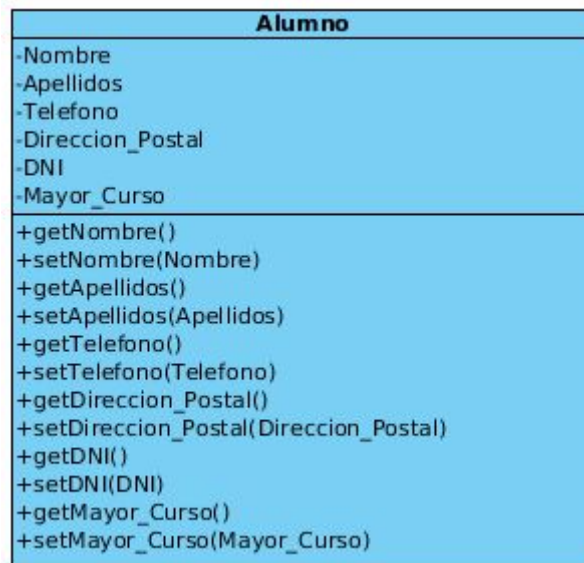 Alumno
-Nombre
-Apellidos
-Telefono
-Direccion_Postal
-DNI
-Mayor_Curso
+getNombre()
+setNombre(Nombre)
+getApellidos()
+setApellidos(Apellidos)
+getTelefono()
+setTelefono(Telefono)
+getDireccion_Postal()
+setDireccion_Postal(Direccion_Postal)
+getDNI()
+setDNI(DNI)
+getMayor_Curso()
+setMayor_Curso(Mayor_Curso)